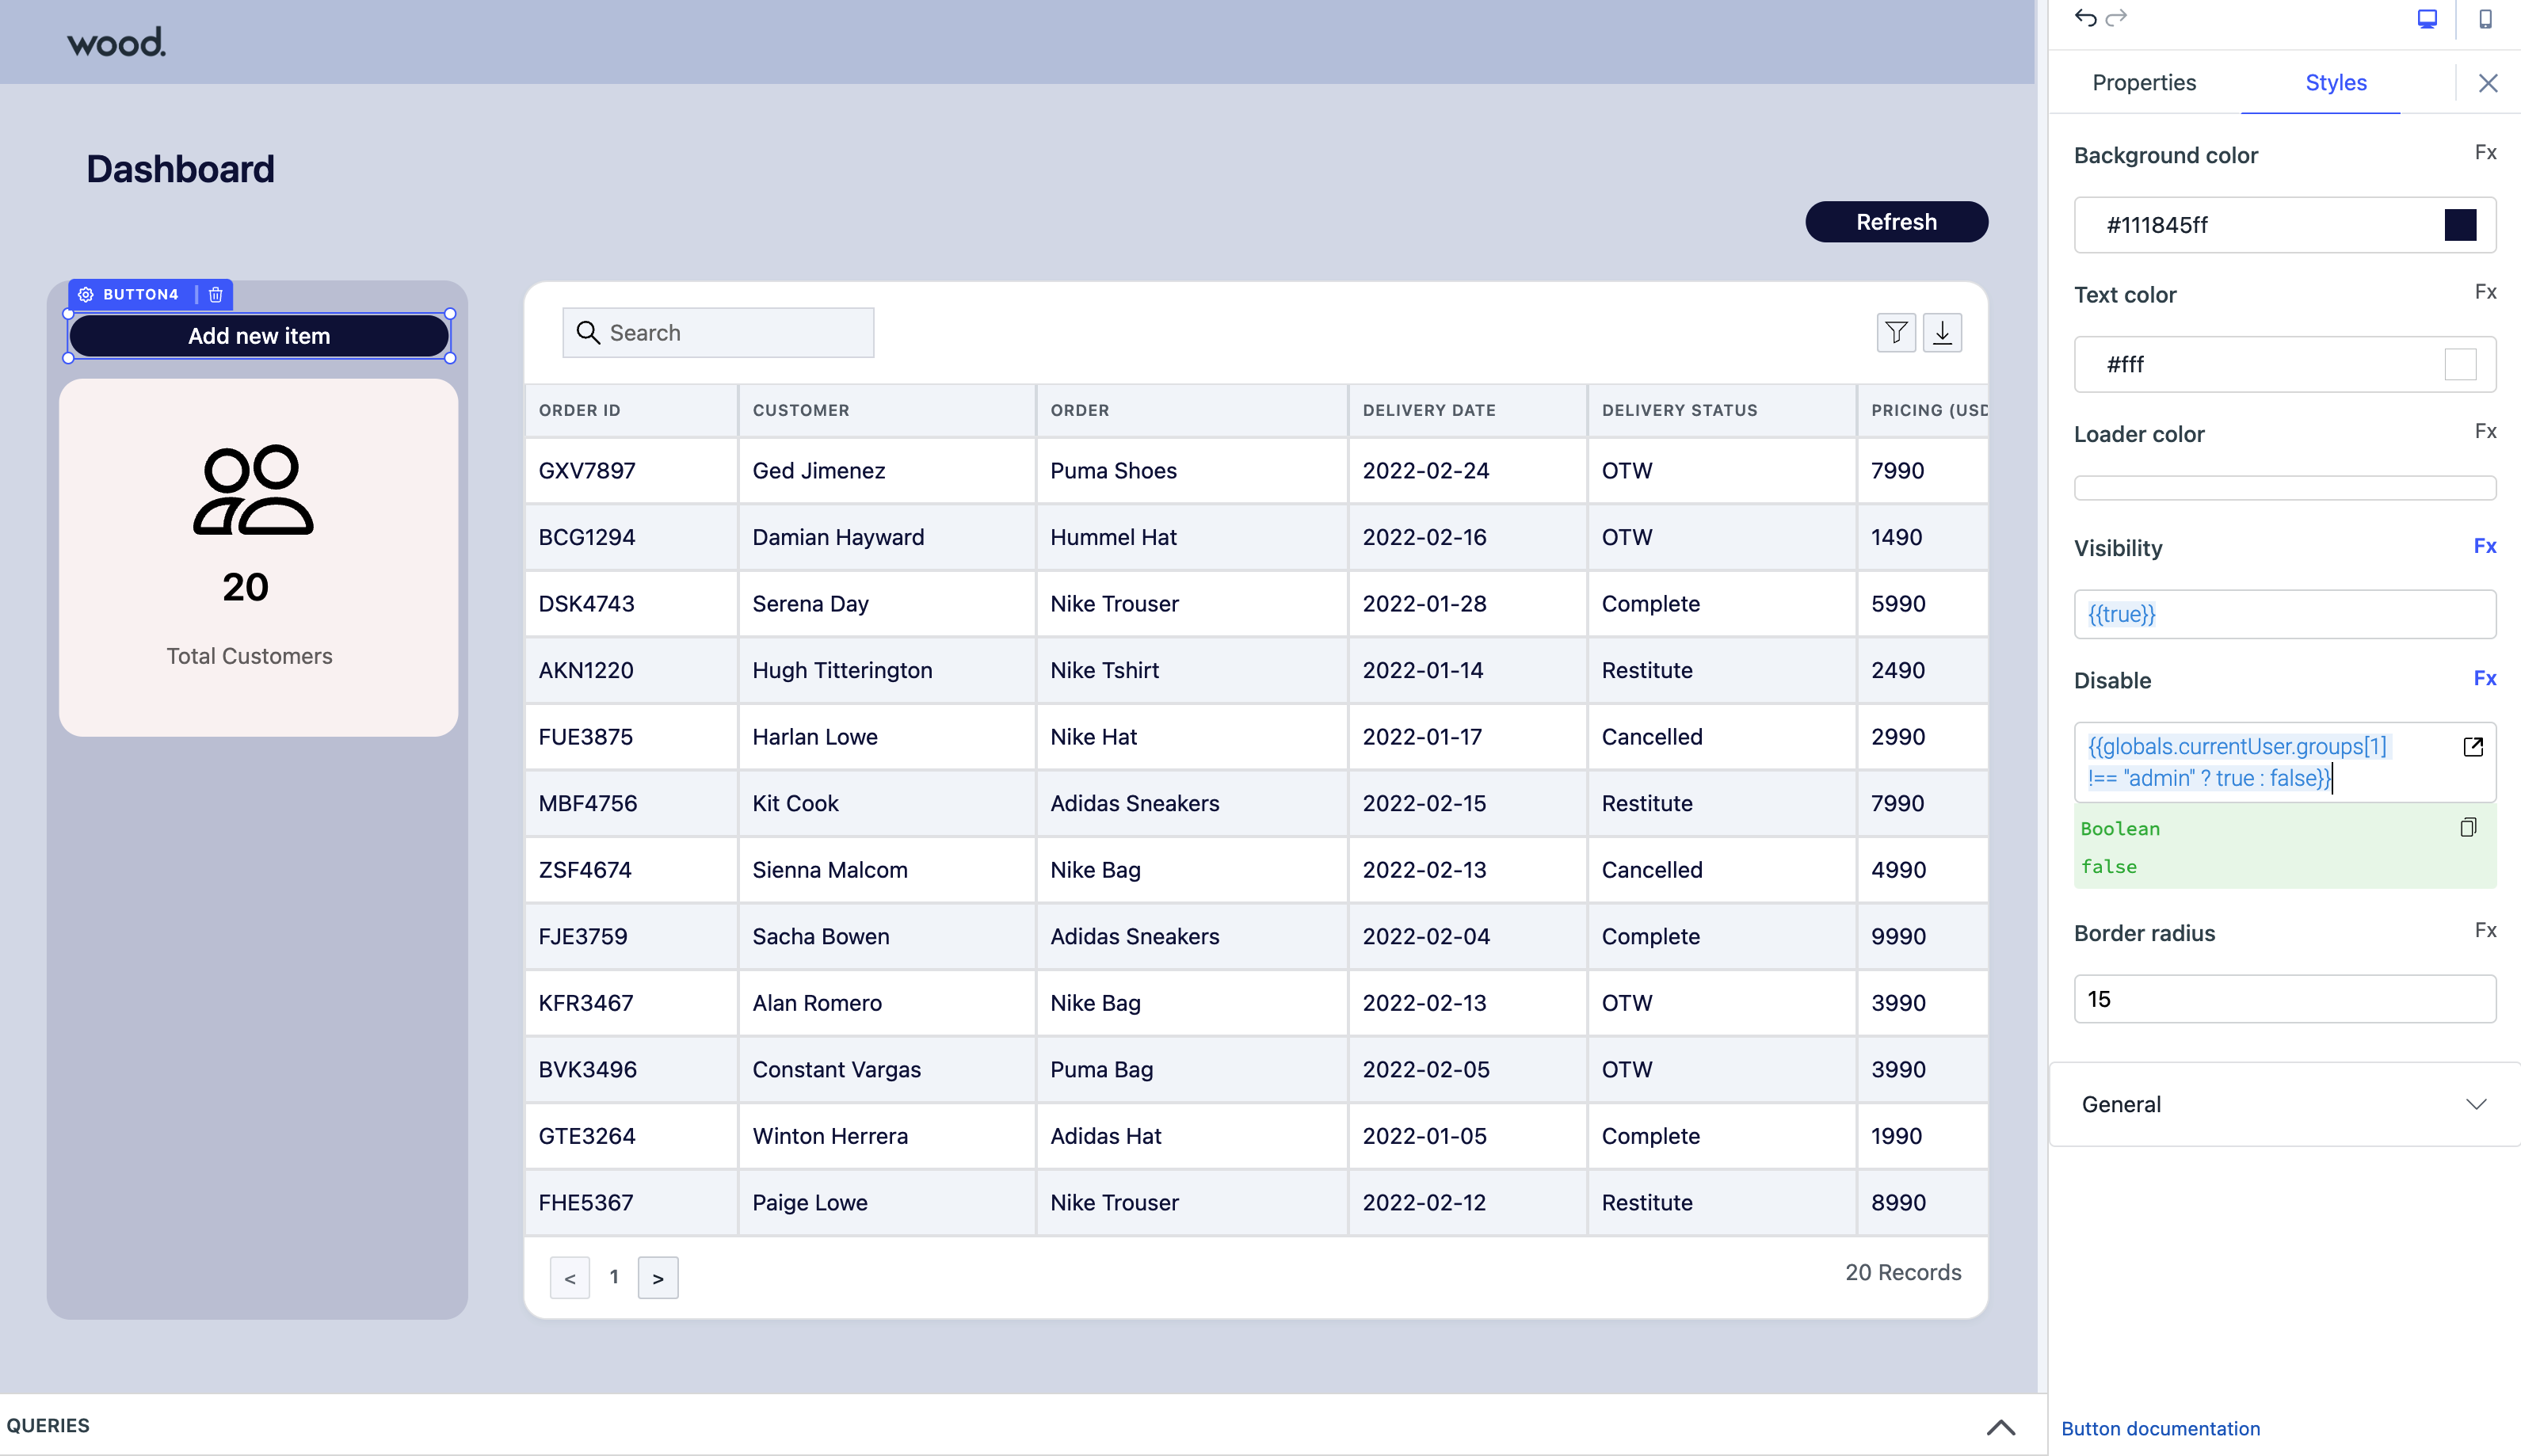 wood.
Dashboard
Refresh
BUTTON4
Add new item
20
Total Customers
Search
ORDER ID CUSTOMER ORDER DELIVERY DATE DELIVERY STATUS PRICING (USD
GXV7897 Ged Jimenez Puma Shoes 2022-02-24 OTW 7990
BCG1294 Damian Hayward Hummel Hat 2022-02-16 OTW 1490
DSK4743 Serena Day Nike Trouser 2022-01-28 Complete 5990
AKN1220 Hugh Titterington Nike Tshirt 2022-01-14 Restitute 2490
FUE3875 Harlan Lowe Nike Hat 2022-01-17 Cancelled 2990
MBF4756 Kit Cook Adidas Sneakers 2022-02-15 Restitute 7990
ZSF4674 Sienna Malcom Nike Bag 2022-02-13 Cancelled 4990
FJE3759 Sacha Bowen Adidas Sneakers 2022-02-04 Complete 9990
KFR3467 Alan Romero Nike Bag 2022-02-13 OTW 3990
BVK3496 Constant Vargas Puma Bag 2022-02-05 OTW 3990
GTE3264 Winton Herrera Adidas Hat 2022-01-05 Complete 1990
FHE5367 Paige Lowe Nike Trouser 2022-02-12 Restitute 8990
< 1 >
20 Records
QUERIES
Properties Styles
Background color Fx
#111845ff
Text color Fx
#fff
Loader color Fx
Visibility Fx
{{true}}
Disable Fx
{{globals.currentUser.groups[1]
!== "admin" ? true : false}}
Boolean
false
Border radius Fx
15
General
Button documentation